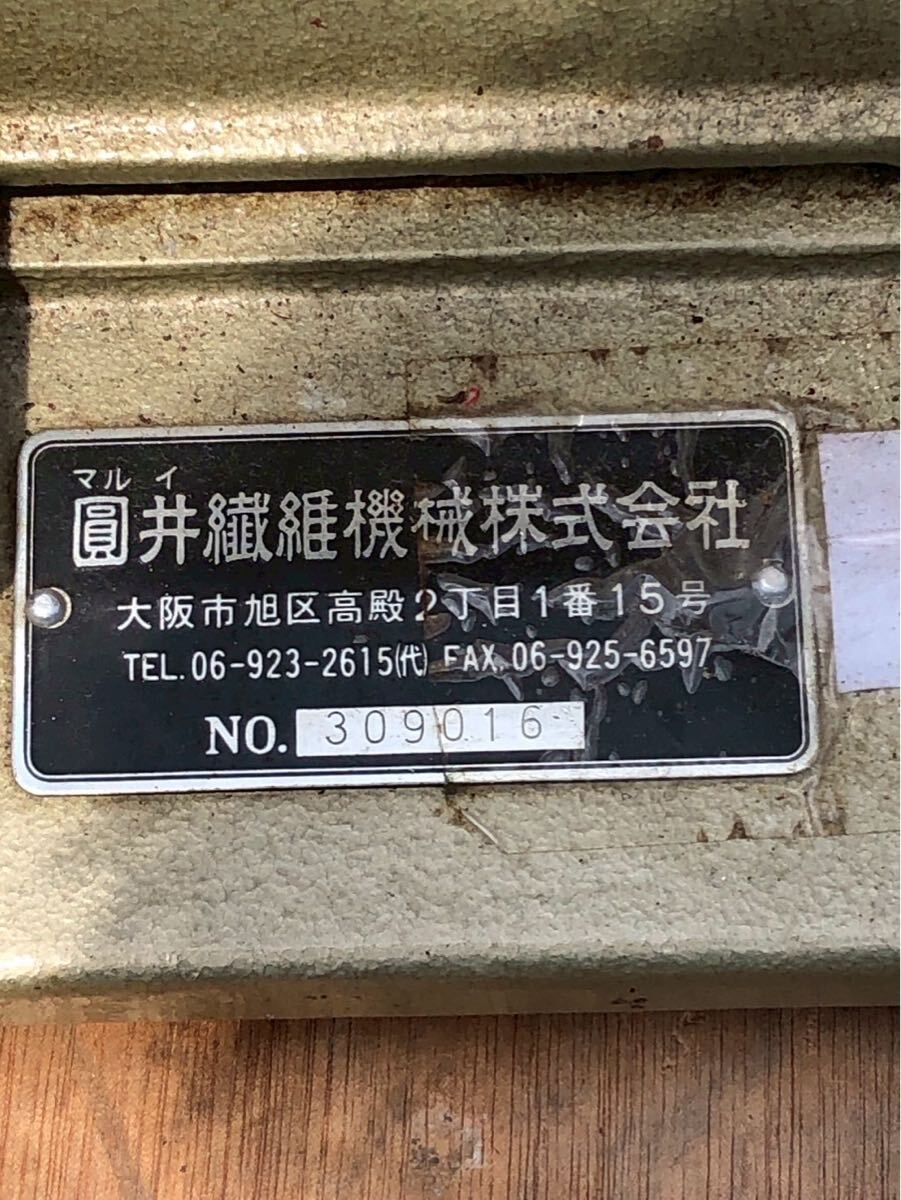 マルイ
圓井纖維機械株式会社
大阪市旭区高殿2丁目1番15号
TEL.06-923-2615(代) FAX.06-925-6597
NO. 309016